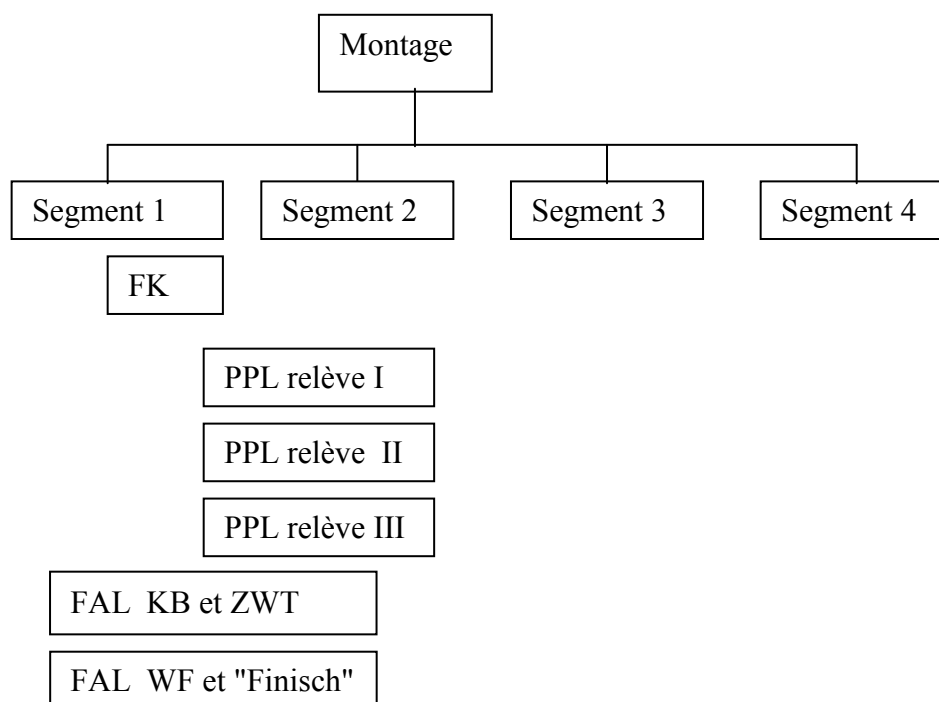 Montage
Segment 1
Segment 2
Segment 3
Segment 4
FK
PPL relève I
PPL relève  II
PPL relève III
FAL  KB et ZWT
FAL  WF et "Finisch"